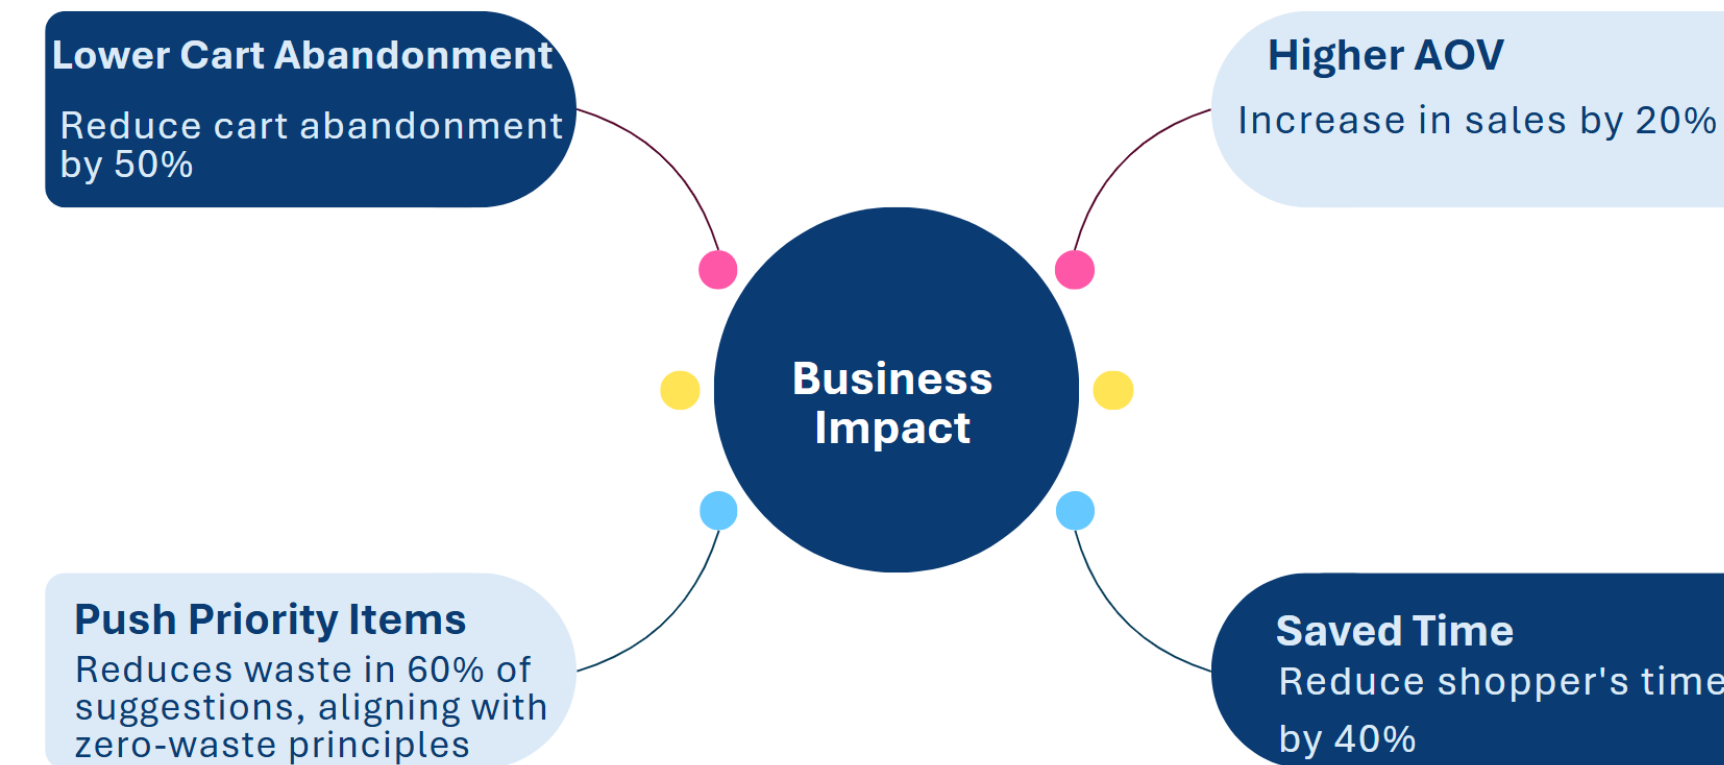 Lower Cart Abandonment
Reduce cart abandonment
by 50%
Higher AOV
Increase in sales by 20%
Business
Impact
Push Priority Items
Reduces waste in 60% of
suggestions, aligning with
zero-waste principles
Saved Time
Reduce shopper's time
by 40%